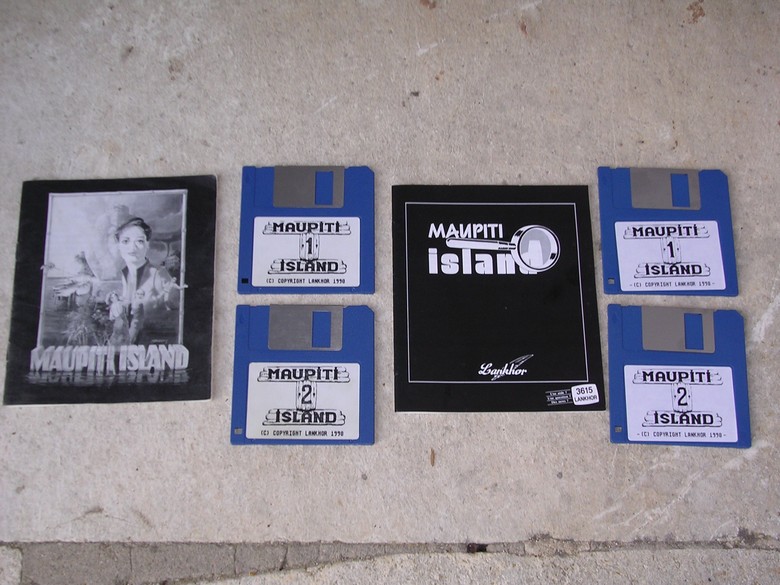 MAUPITI ISLAND
MAUPITI
1
ISLAND
(C) COPYRIGHT LANKHOR 1990
MAUPITI
2
ISLAND
(C) COPYRIGHT LANKHOR 1990
MAUPITI
island
Lankhor
3615
LANKHOR
MAUPITI
1
ISLAND
-(C) COPYRIGHT LANKHOR 1990-
MAUPITI
2
ISLAND
-(C) COPYRIGHT LANKHOR 1990-